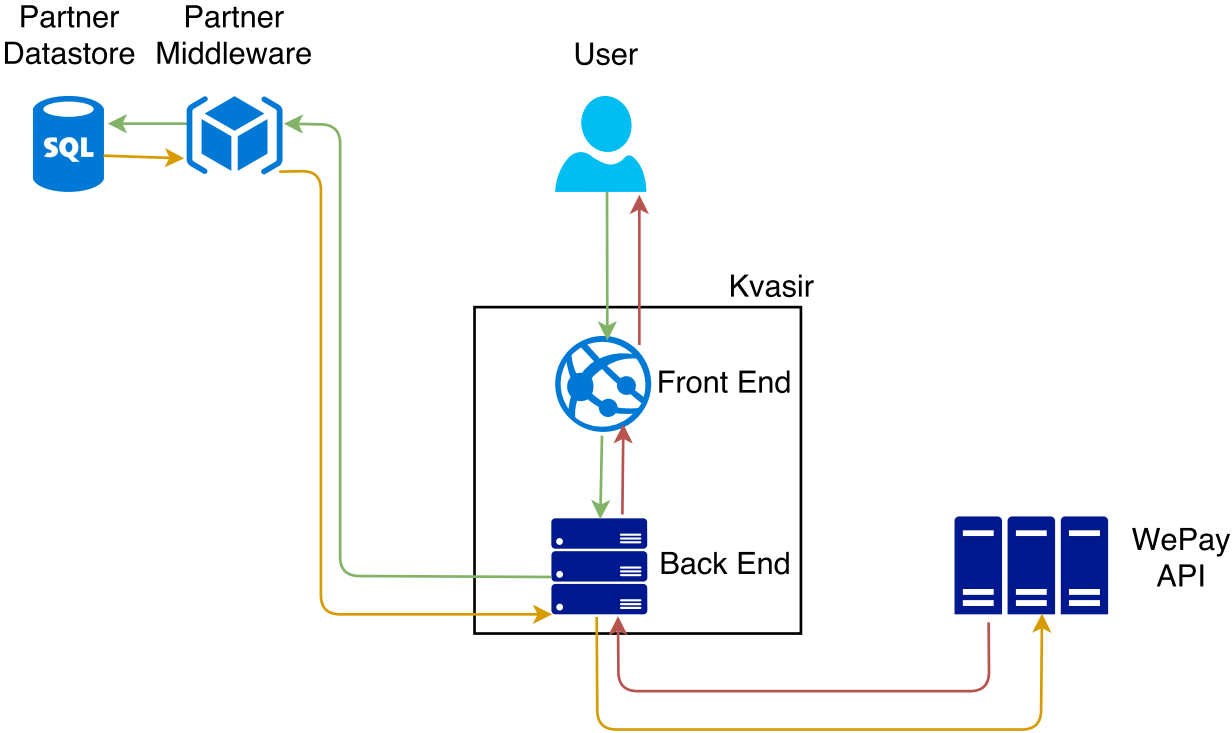 Partner
Datastore
Partner
Middleware
User
SQL
Kvasir
Front End
Back End
WePay
API